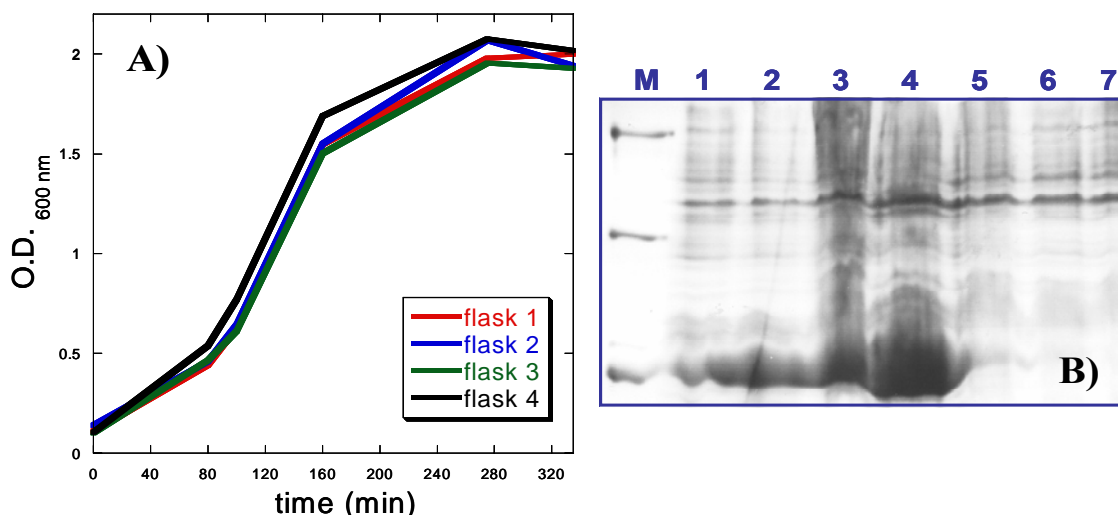 A)
2
1.5
1
0.5
0
O.D. 600 nm
flask 1
flask 2
flask 3
flask 4
0 40 80 120 160 200 240 280 320
time (min)
M 1 2 3 4 5 6 7
B)